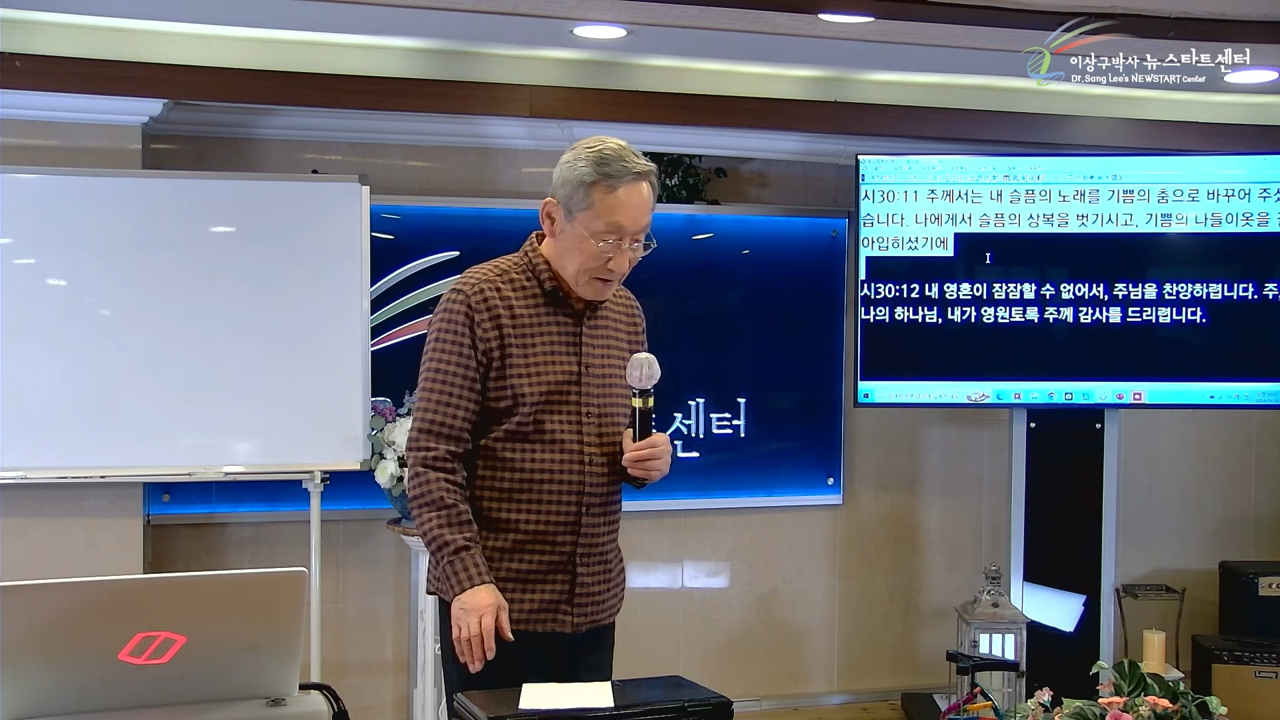 이상구박사 뉴스타트센터
Dr. Sang Lee's NEWSTART Center
시30:11 주께서는 내 슬픔의 노래를 기쁨의 춤으로 바꾸어 주셨
습니다. 나에게서 슬픔의 상복을 벗기시고, 기쁨의 나들이옷을
아입히셨기에
시30:12 내 영혼이 잠잠할 수 없어서, 주님을 찬양하렵니다. 주,
나의 하나님, 내가 영원토록 주께 감사를 드리렵니다.
센터
Laney